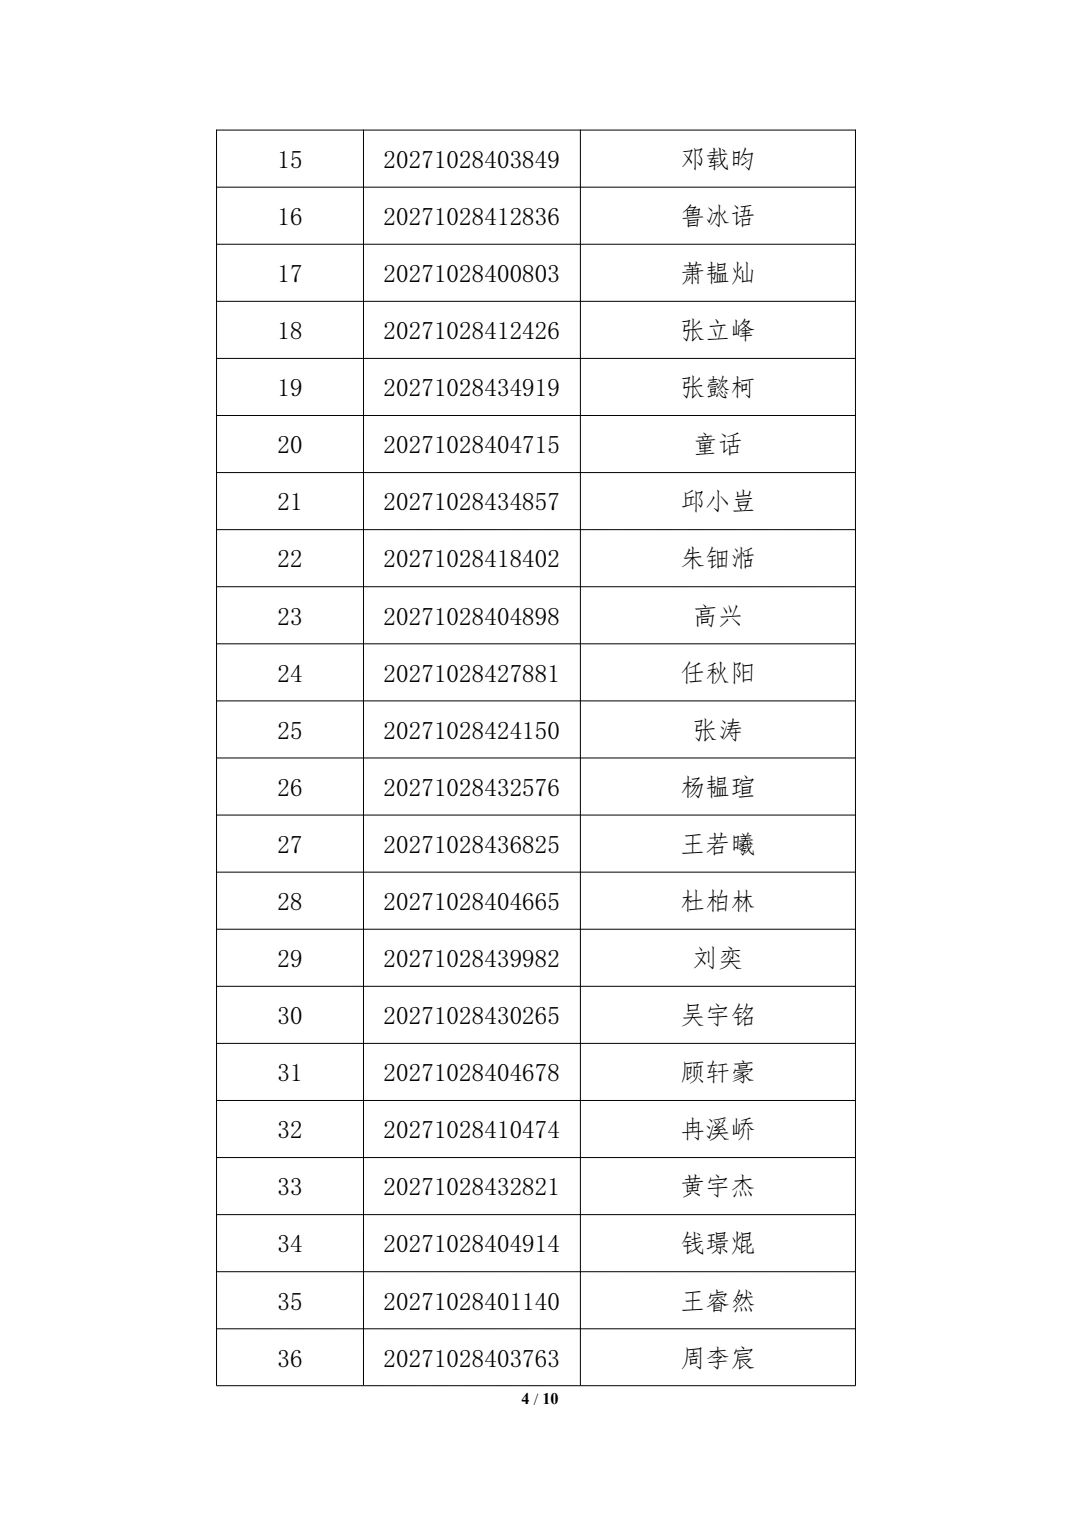 15 20271028403849 邓载昀
16 20271028412836 鲁冰语
17 20271028400803 萧韫灿
18 20271028412426 张立峰
19 20271028434919 张懿柯
20 20271028404715 童话
21 20271028434857 邱小岂
22 20271028418402 朱钿湉
23 20271028404898 高兴
24 20271028427881 任秋阳
25 20271028424150 张涛
26 20271028432576 杨韫瑄
27 20271028436825 王若曦
28 20271028404665 杜柏林
29 20271028439982 刘奕
30 20271028430265 吴宇铭
31 20271028404678 顾轩豪
32 20271028410474 冉溪峤
33 20271028432821 黄宇杰
34 20271028404914 钱璟焜
35 20271028401140 王睿然
36 20271028403763 周李宸
4 / 10